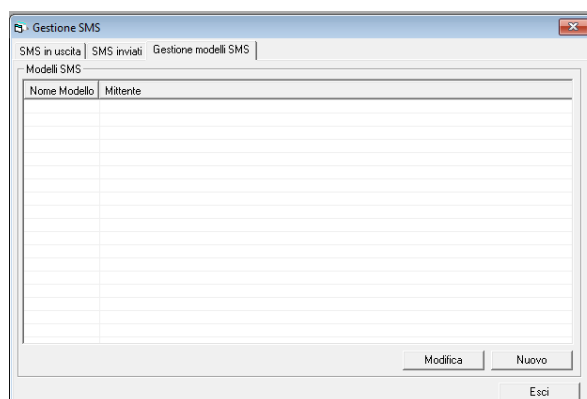 Gestione SMS
SMS in uscita SMS inviati Gestione modelli SMS
Modelli SMS
Nome Modello Mittente
Modifica Nuovo
Esci